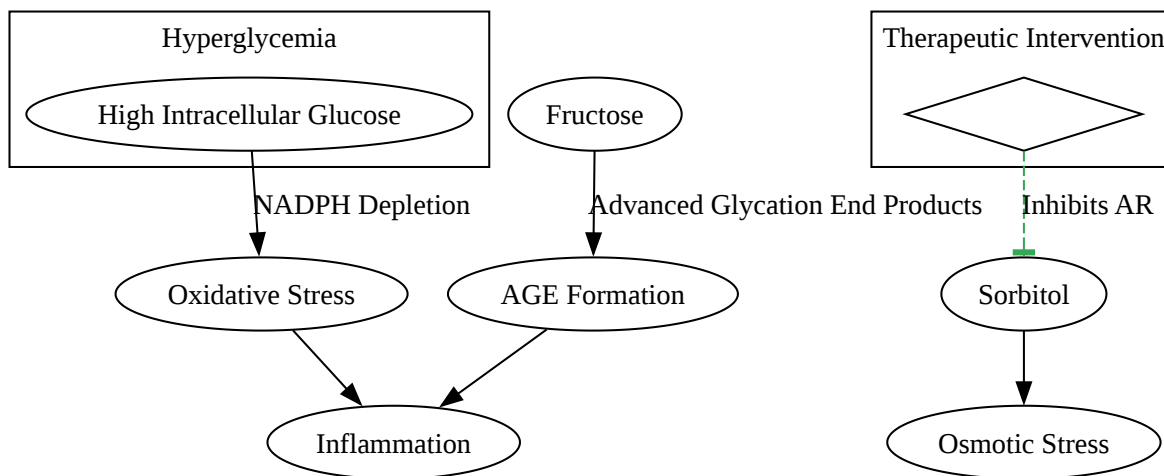 Hyperglycemia
Therapeutic Intervention
High Intracellular Glucose
Fructose
NADPH Depletion
Advanced Glycation End Products
Inhibits AR
Oxidative Stress
AGE Formation
Sorbitol
Inflammation
Osmotic Stress